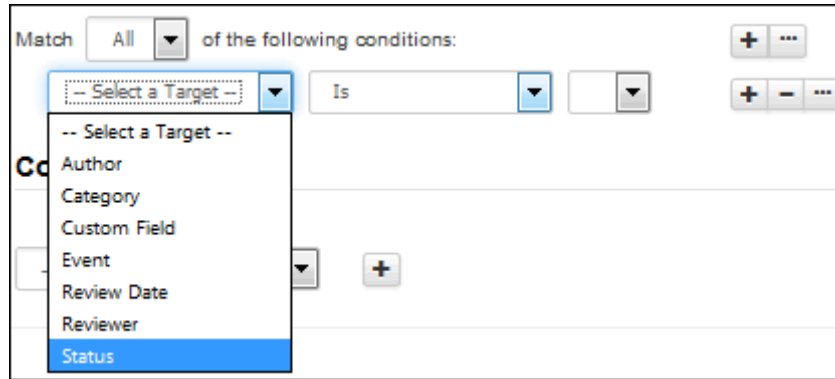 Match All of the following conditions:
-- Select a Target -- Is
-- Select a Target --
Author
Co
Category
Custom Field
Event
Review Date
Reviewer
Status